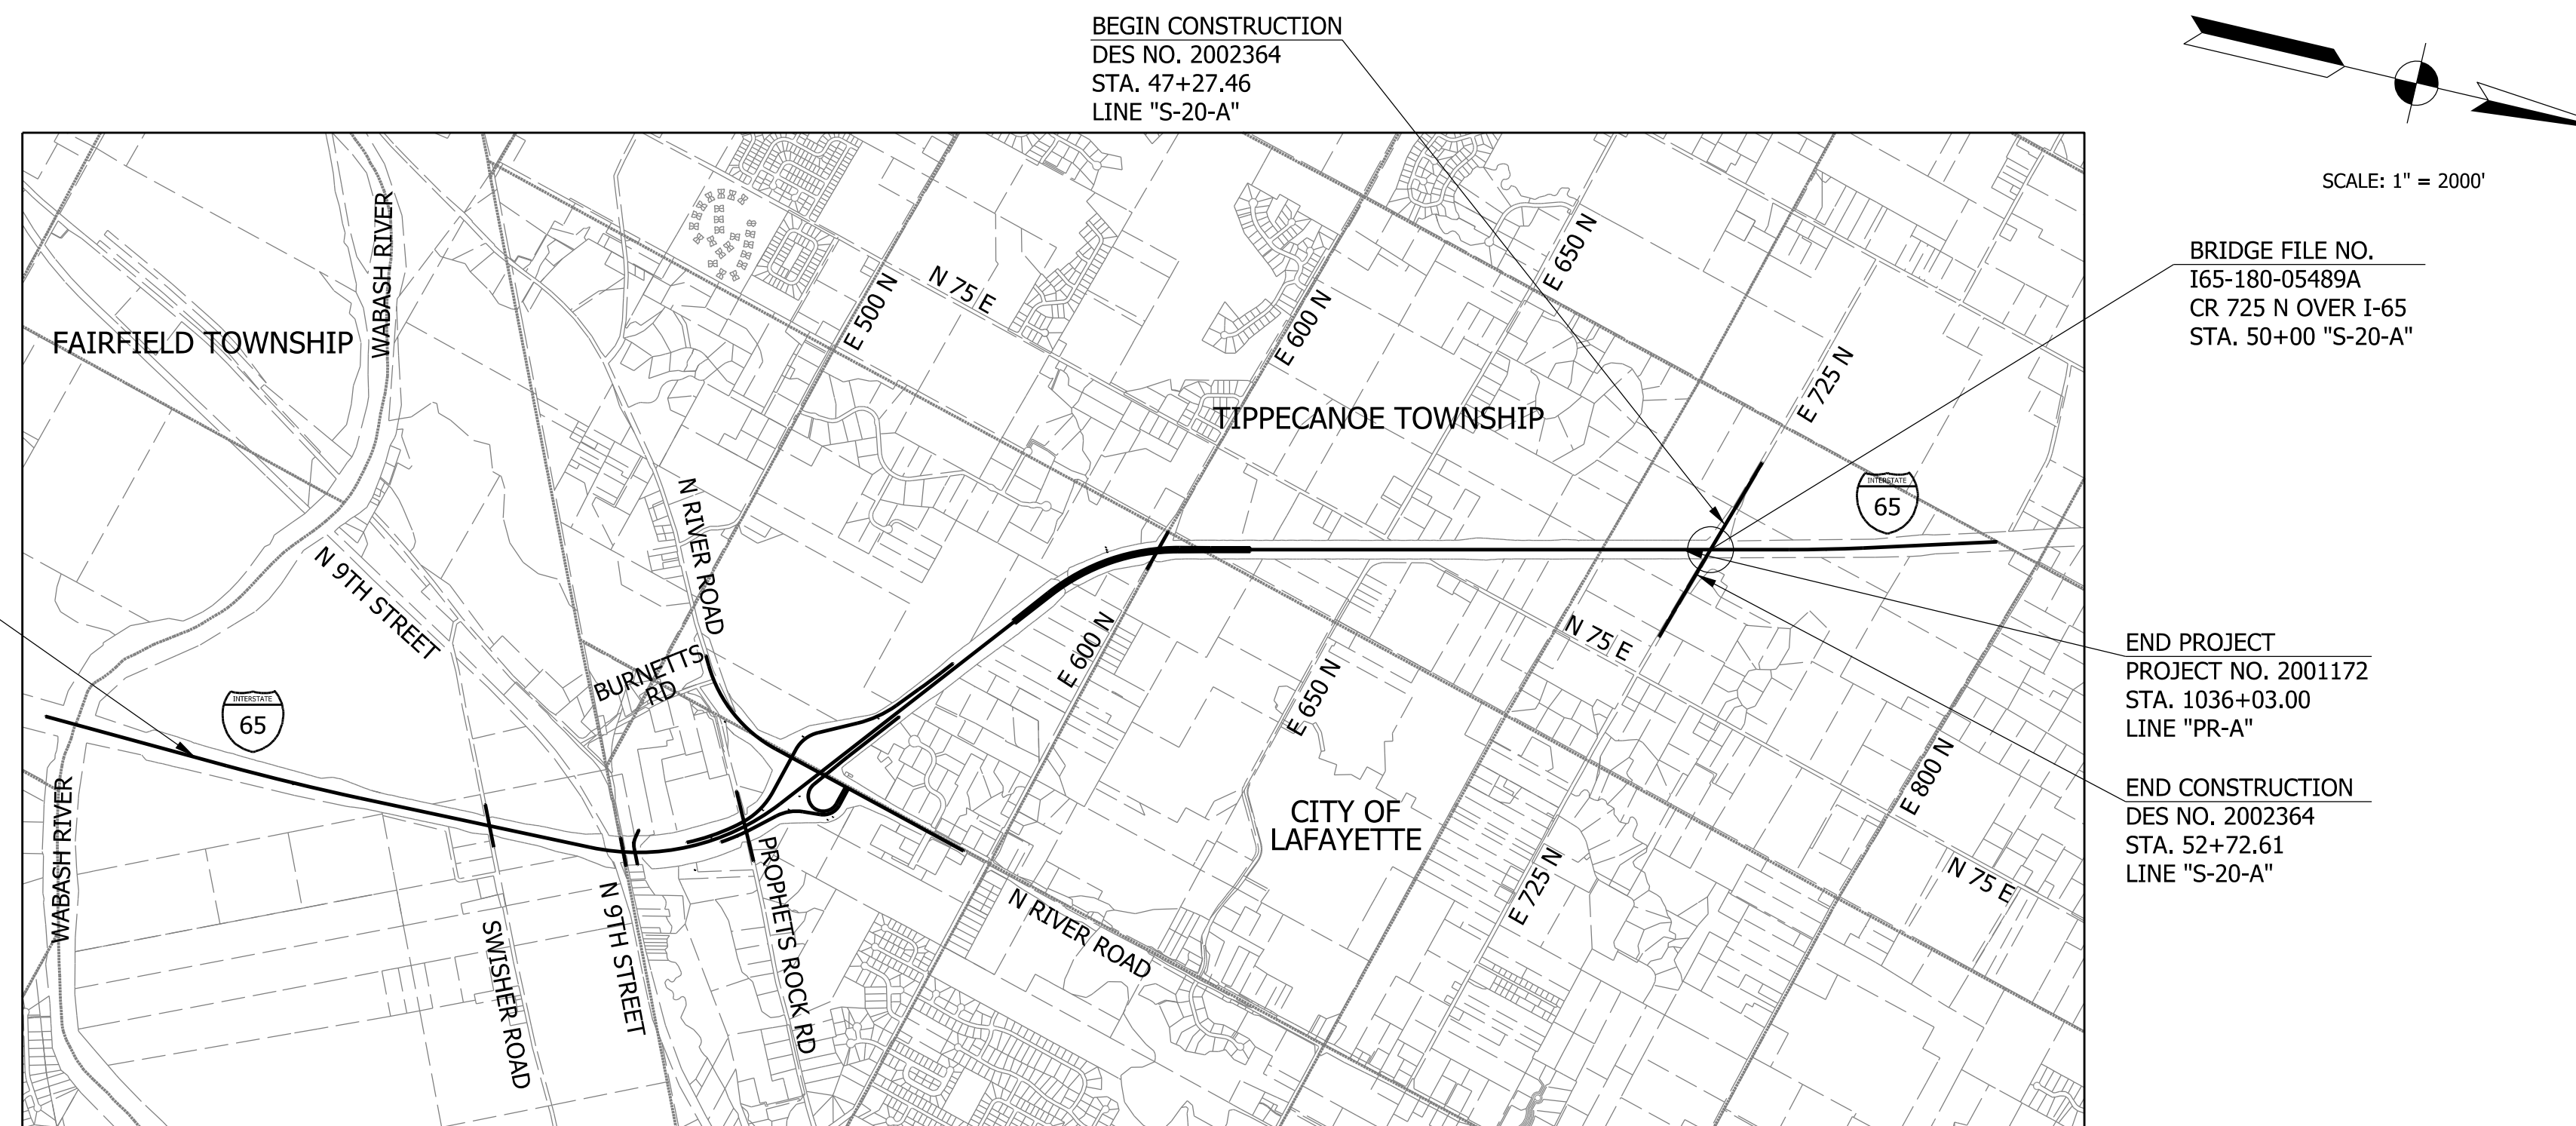 BEGIN CONSTRUCTION
DES NO. 2002364
STA. 47+27.46
LINE "S-20-A"
SCALE: 1" = 2000'
BRIDGE FILE NO.
I65-180-05489A
CR 725 N OVER I-65
STA. 50+00 "S-20-A"
WABASH RIVER
FAIRFIELD TOWNSHIP
E 500 N
N 75 E
E 600 N
E 650 N
E 725 N
TIPPECANOE TOWNSHIP
INTERSTATE
65
N RIVER ROAD
N 9TH STREET
BURNETTS
RD
E 600 N
E 650 N
N 75 E
END PROJECT
PROJECT NO. 2001172
STA. 1036+03.00
LINE "PR-A"
INTERSTATE
65
WABASH RIVER
CITY OF
LAFAYETTE
E 800 N
END CONSTRUCTION
DES NO. 2002364
STA. 52+72.61
LINE "S-20-A"
SWISHER ROAD
N 9TH STREET
PROPHETS ROCK RD
N RIVER ROAD
E 725 N
N 75 E